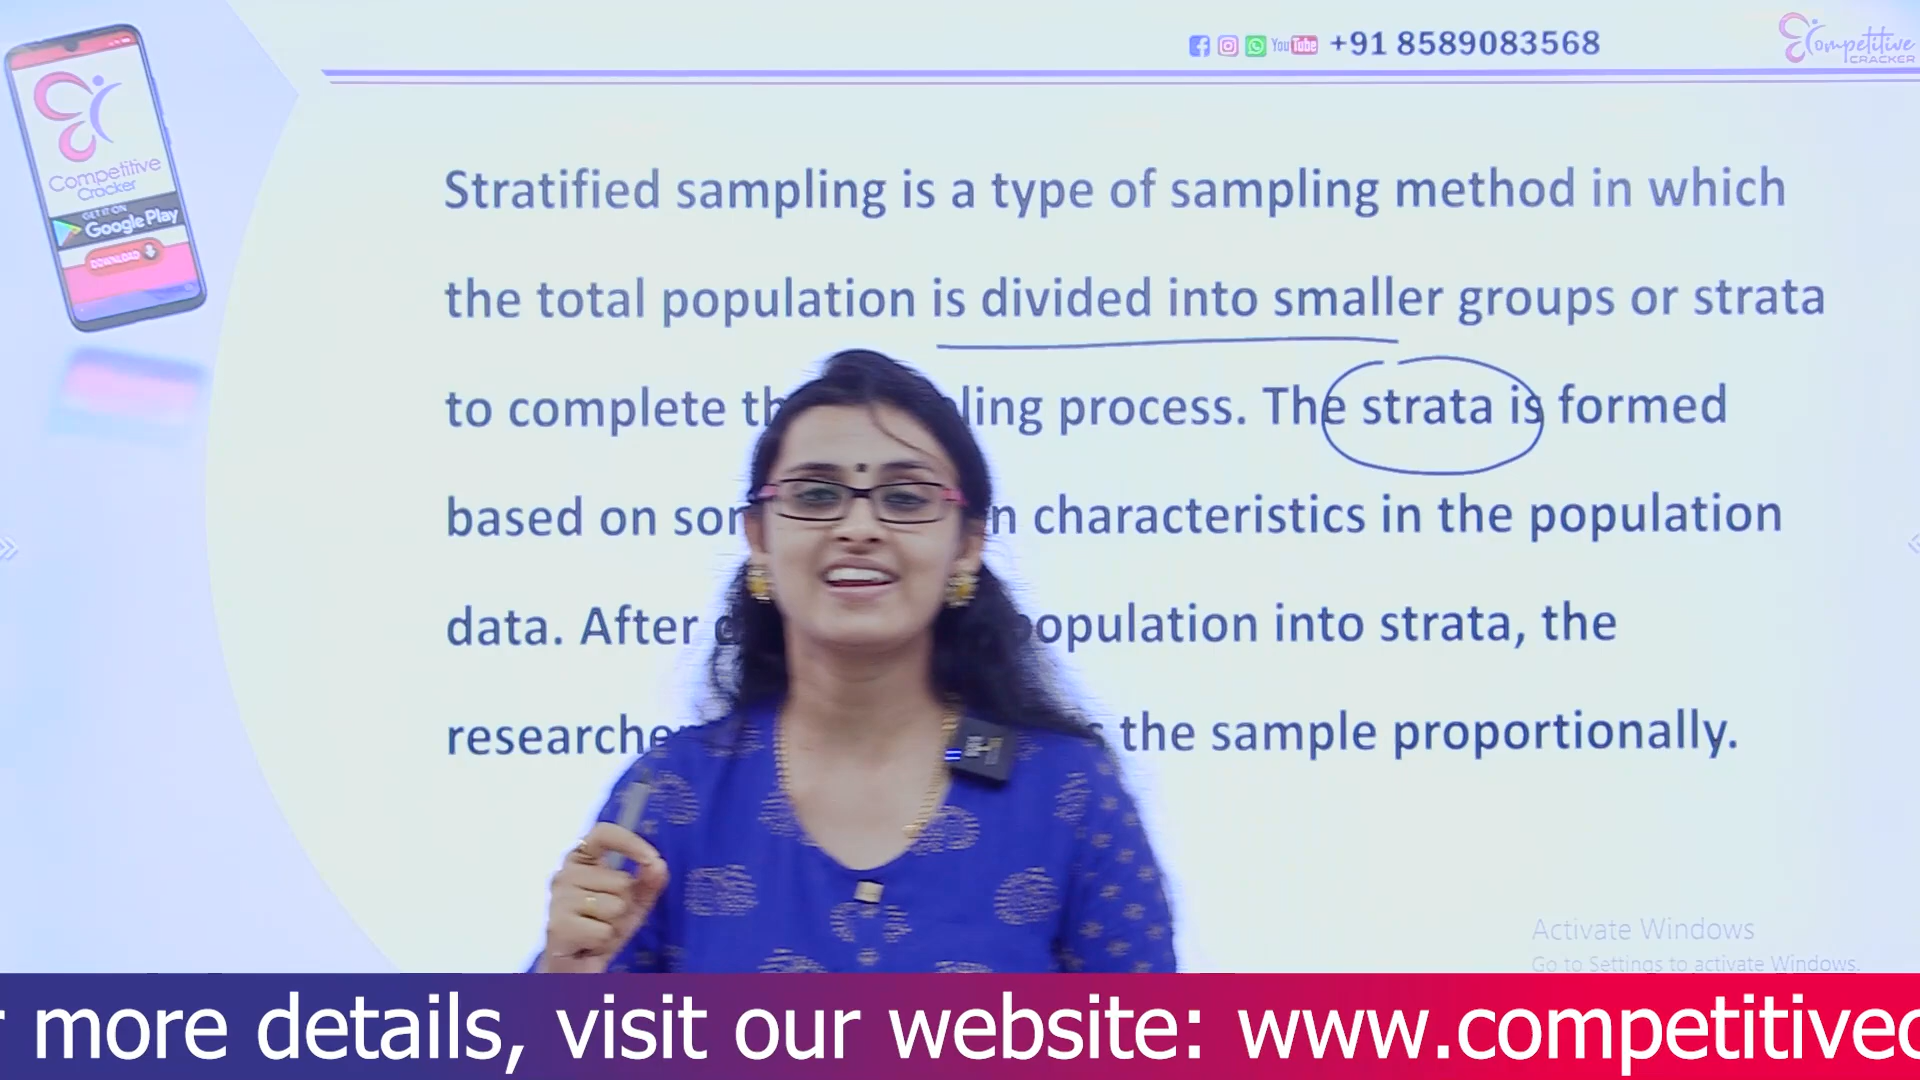 You Tube +91 8589083568
Competitive
CRACKER
Competitive
Cracker
GET IT ON
Google Play
DOWNLOAD
Stratified sampling is a type of sampling method in which
the total population is divided into smaller groups or strata
to complete ling process. The strata is formed
based on characteristics in the population
data. After opulation into strata, the
researche the sample proportionally.
Activate Windows
Go to Settings to activate Windows.
r more details, visit our website: www.competitivec